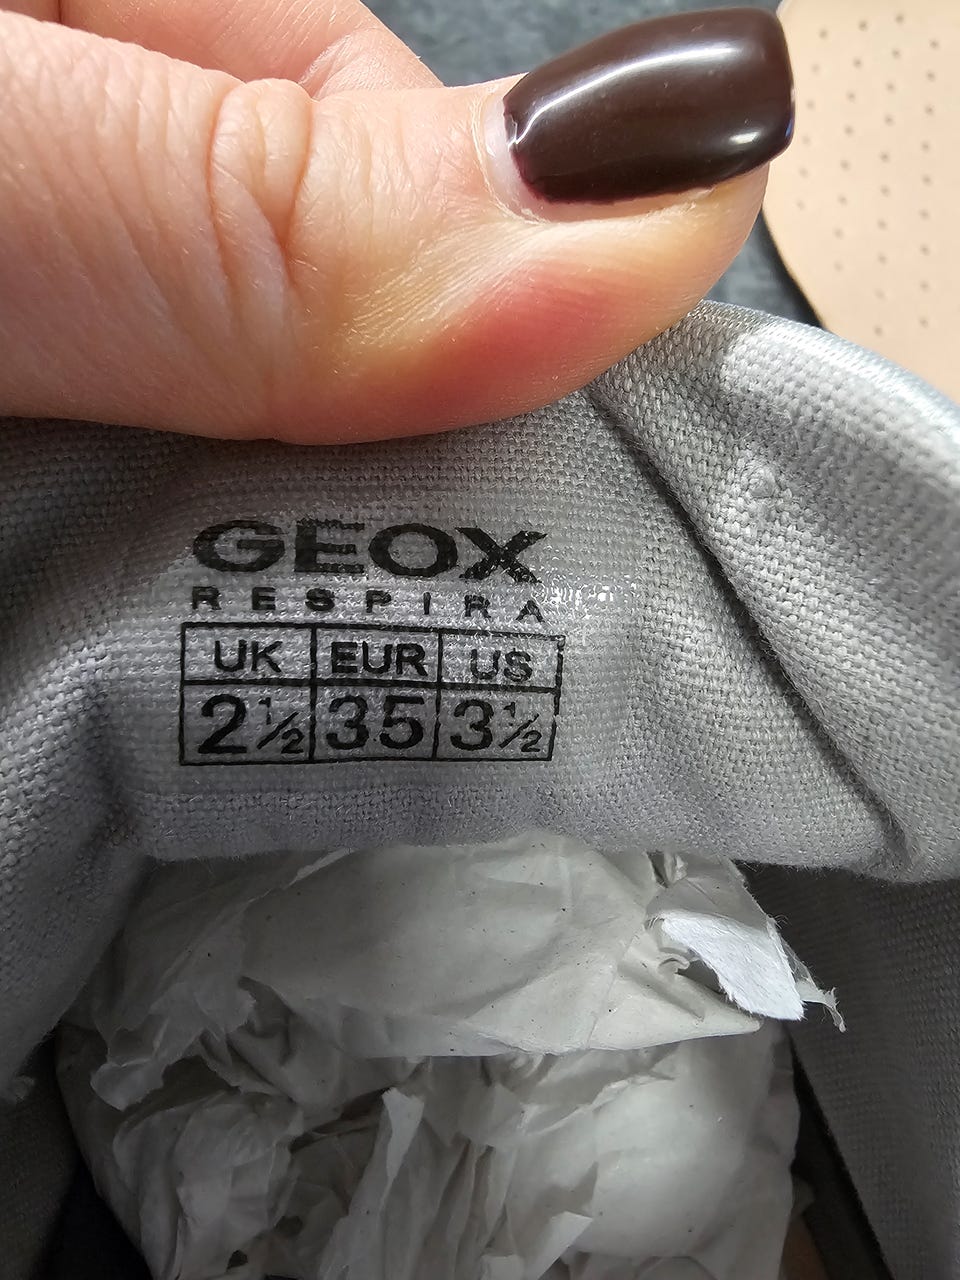 GEOX
RESPIRA
UK EUR US
2½ 35 3½